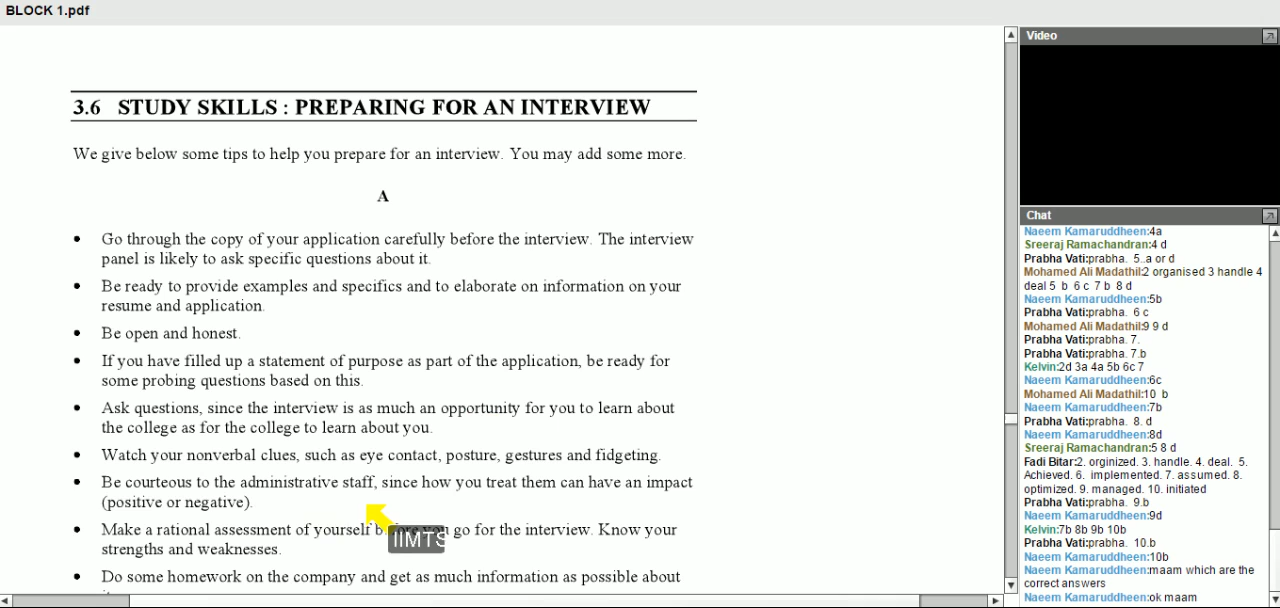 BLOCK 1.pdf
3.6 STUDY SKILLS : PREPARING FOR AN INTERVIEW
We give below some tips to help you prepare for an interview. You may add some more.
A
• Go through the copy of your application carefully before the interview. The interview
panel is likely to ask specific questions about it.
• Be ready to provide examples and specifics and to elaborate on information on your
resume and application.
• Be open and honest.
• If you have filled up a statement of purpose as part of the application, be ready for
some probing questions based on this.
• Ask questions, since the interview is as much an opportunity for you to learn about
the college as for the college to learn about you.
• Watch your nonverbal clues, such as eye contact, posture, gestures and fidgeting.
• Be courteous to the administrative staff, since how you treat them can have an impact
(positive or negative).
• Make a rational assessment of yourself before you go for the interview. Know your
strengths and weaknesses.
• Do some homework on the company and get as much information as possible about
IIMTS
Video
Chat
Naeem Kamaruddheen:4a
Sreeraj Ramachandran:4 d
Prabha Vati:prabha. 5..a or d
Mohamed Ali Madathil:2 organised 3 handle 4
deal 5 b 6 c 7 b 8 d
Naeem Kamaruddheen:5b
Prabha Vati:prabha. 6 c
Mohamed Ali Madathil:9 9 d
Prabha Vati:prabha. 7.
Prabha Vati:prabha. 7.b
Kelvin:2d 3a 4a 5b 6c 7
Naeem Kamaruddheen:6c
Mohamed Ali Madathil:10 b
Naeem Kamaruddheen:7b
Prabha Vati:prabha. 8. d
Naeem Kamaruddheen:8d
Sreeraj Ramachandran:5 8 d
Fadi Bitar:2. orginized. 3. handle. 4. deal. 5.
Achieved. 6. implemented. 7. assumed. 8.
optimized. 9. managed. 10. initiated
Prabha Vati:prabha. 9.b
Naeem Kamaruddheen:9d
Kelvin:7b 8b 9b 10b
Prabha Vati:prabha. 10.b
Naeem Kamaruddheen:10b
Naeem Kamaruddheen:maam which are the
correct answers
Naeem Kamaruddheen:ok maam